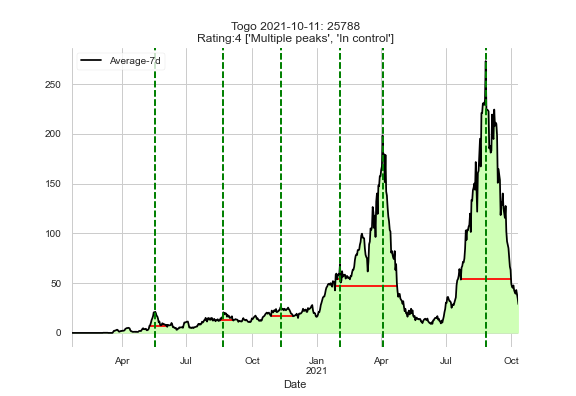 Togo 2021-10-11: 25788
Rating:4 ['Multiple peaks', 'In control']
Average-7d
250
200
150
100
50
0
Apr Jul Oct Jan Apr Jul Oct
2021
Date